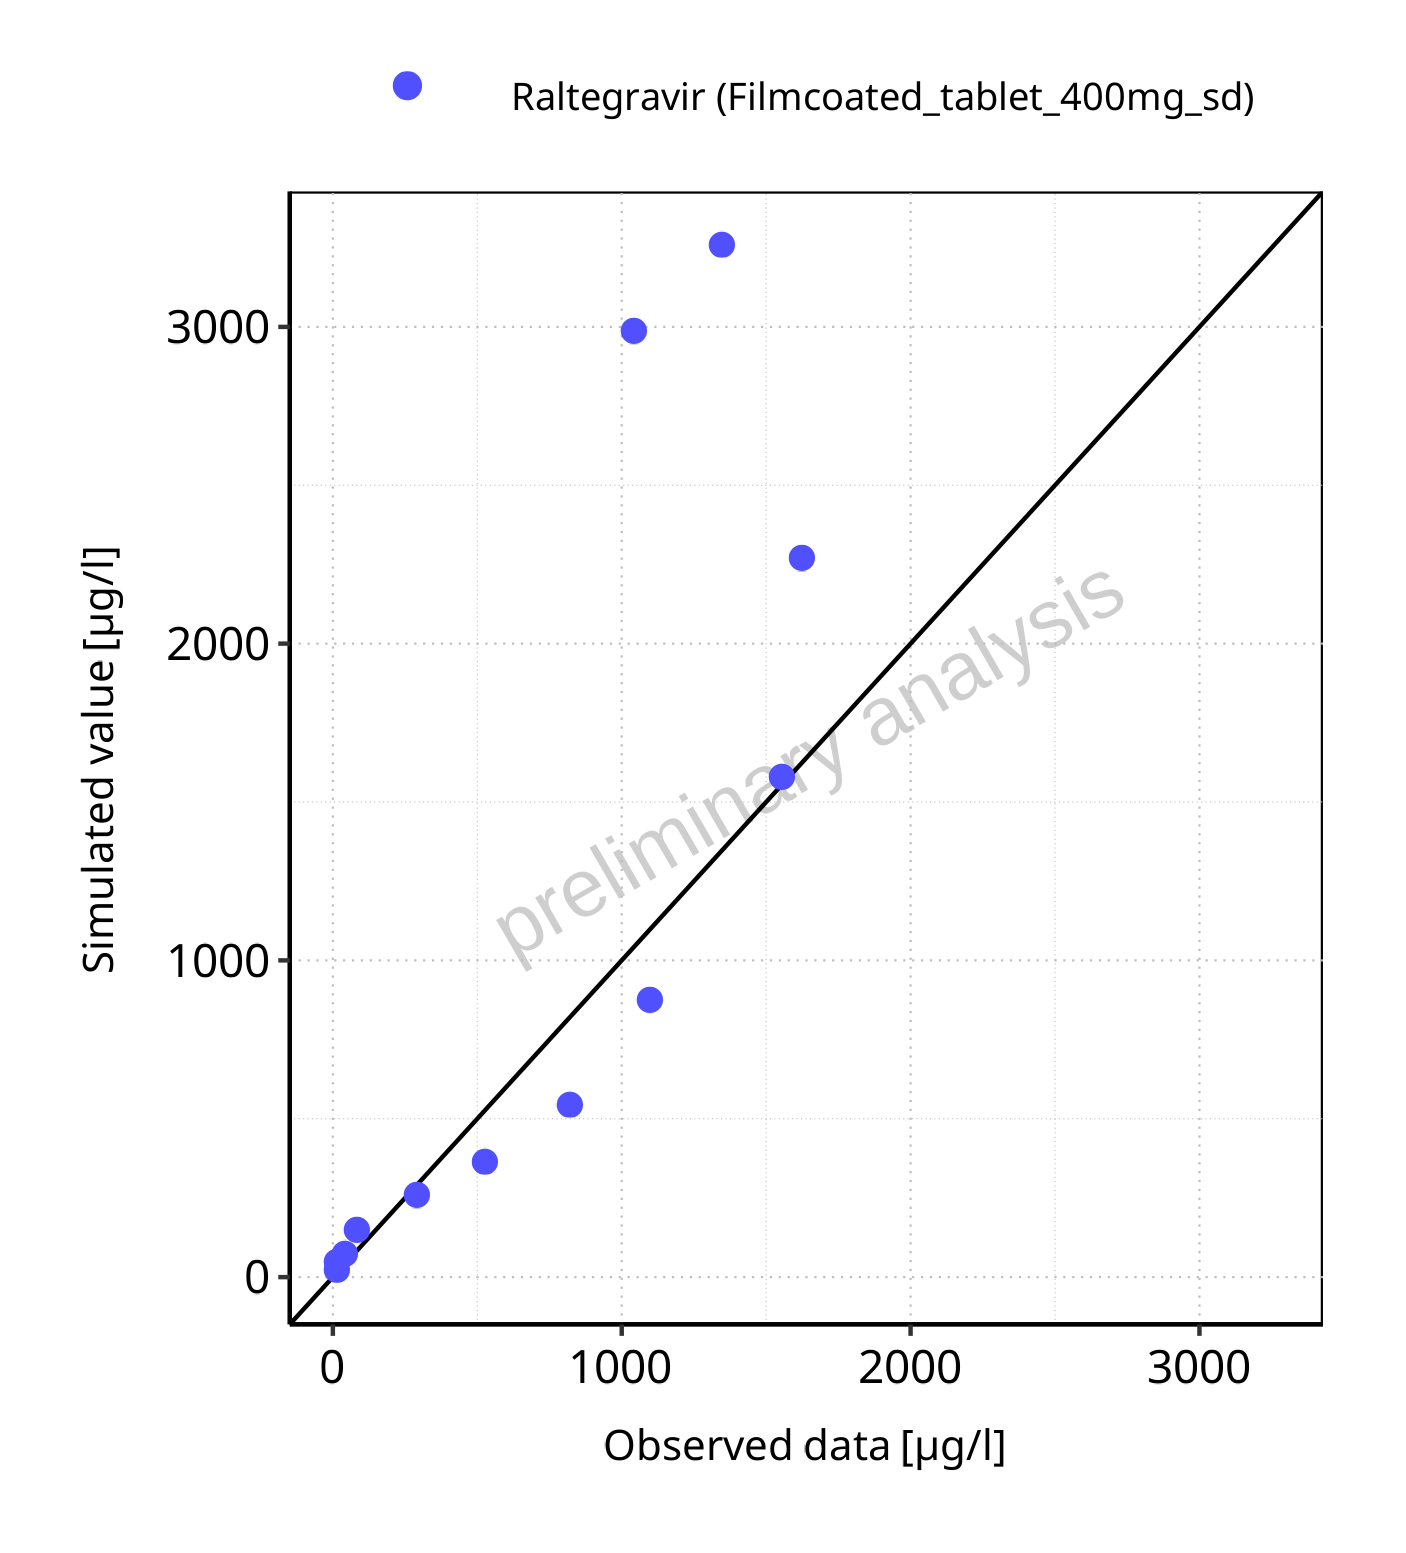 Raltegravir (Filmcoated_tablet_400mg_sd)
3000
2000
1000
0
Simulated value [µg/l]
preliminary analysis
0 1000 2000 3000
Observed data [µg/l]